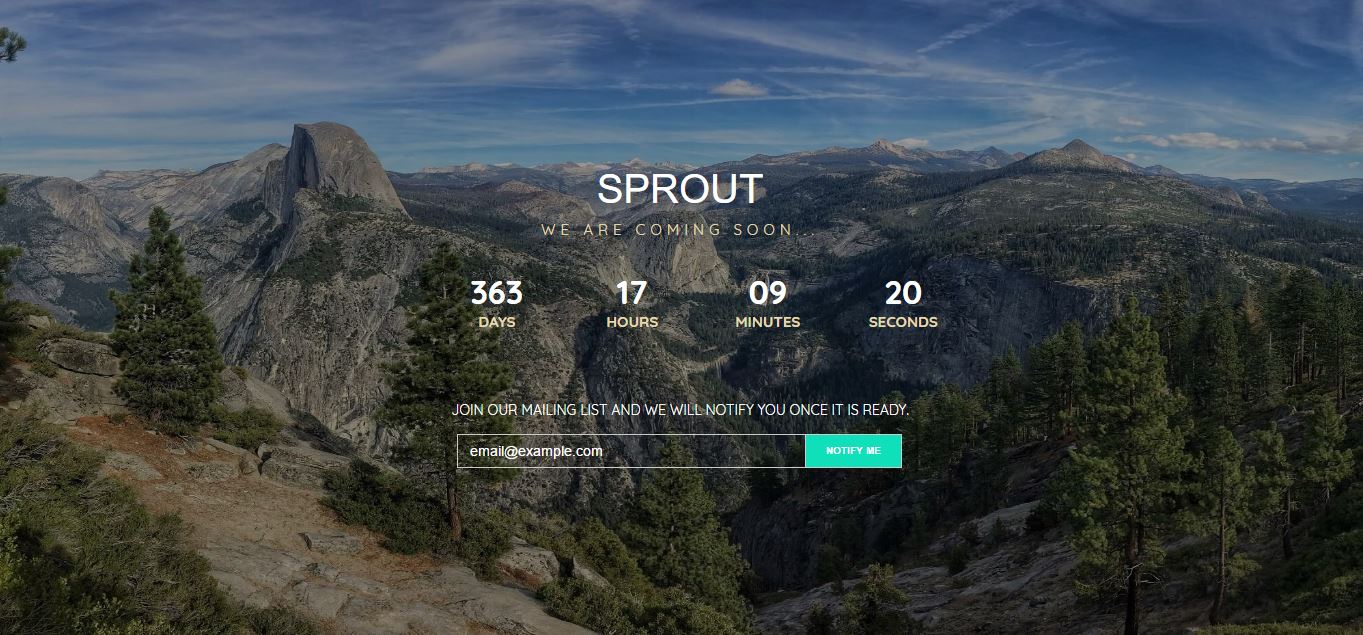 SPROUT
WE ARE COMING SOON...
363 17 09 20
DAYS HOURS MINUTES SECONDS
JOIN OUR MAILING LIST AND WE WILL NOTIFY YOU ONCE IT IS READY.
email@example.com NOTIFY ME